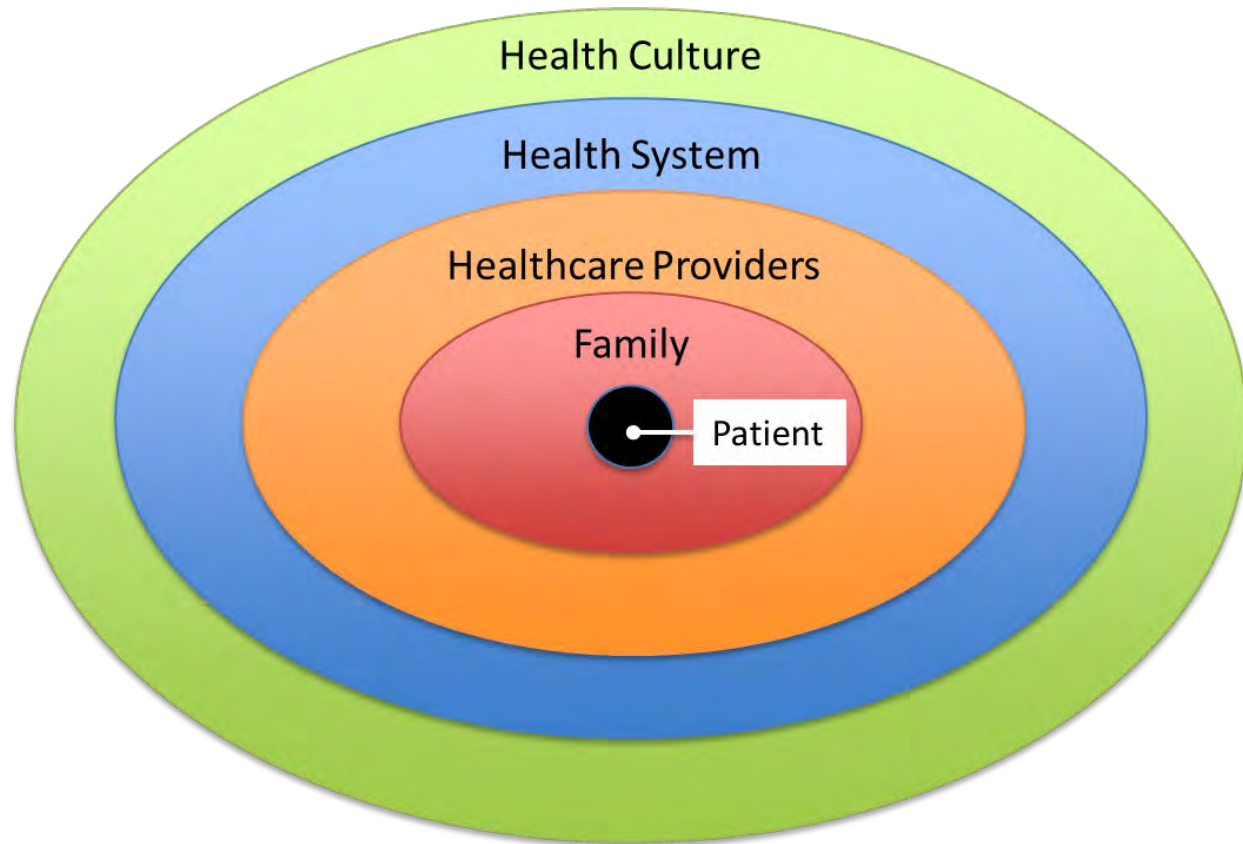 Health Culture
Health System
Healthcare Providers
Family
Patient